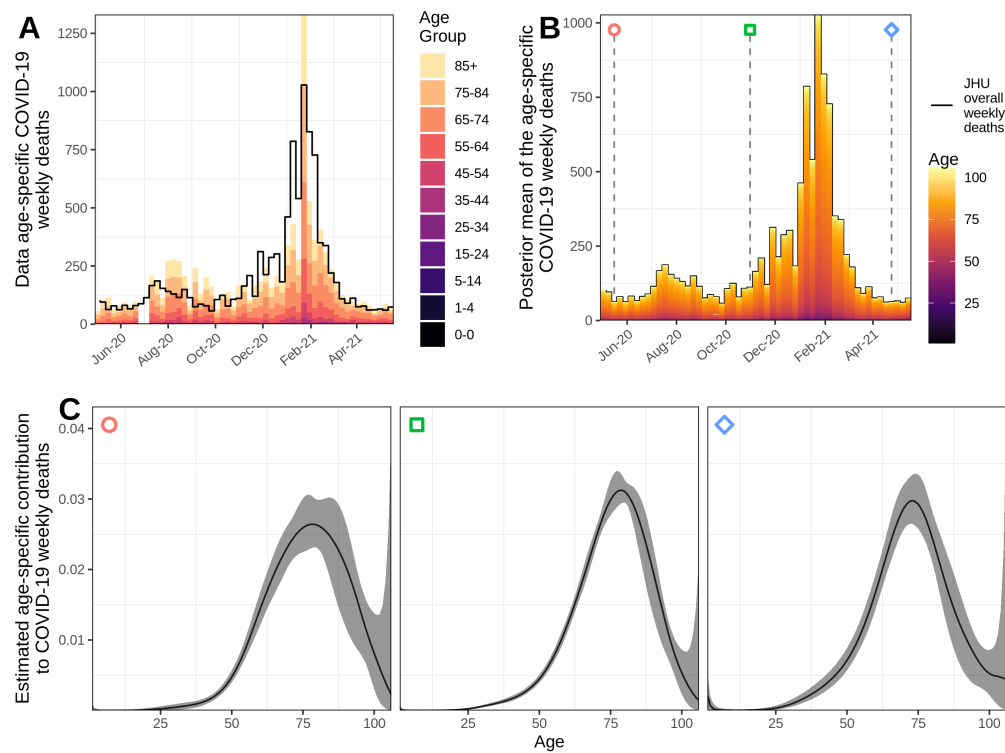 A
Data age-specific COVID-19
weekly deaths
1250
1000
750
500
250
0
Jun-20
Aug-20
Oct-20
Dec-20
Feb-21
Apr-21
Age
Group
85+
75-84
65-74
55-64
45-54
35-44
25-34
15-24
5-14
1-4
0-0
B
Posterior mean of the age-specific
COVID-19 weekly deaths
1000
750
500
250
0
Jun-20
Aug-20
Oct-20
Dec-20
Feb-21
Apr-21
JHU
overall
weekly
deaths
Age
100
75
50
25
C
Estimated age-specific contribution
to COVID-19 weekly deaths
0.04
0.03
0.02
0.01
25
50
75
100
25
50
75
100
25
50
75
100
Age